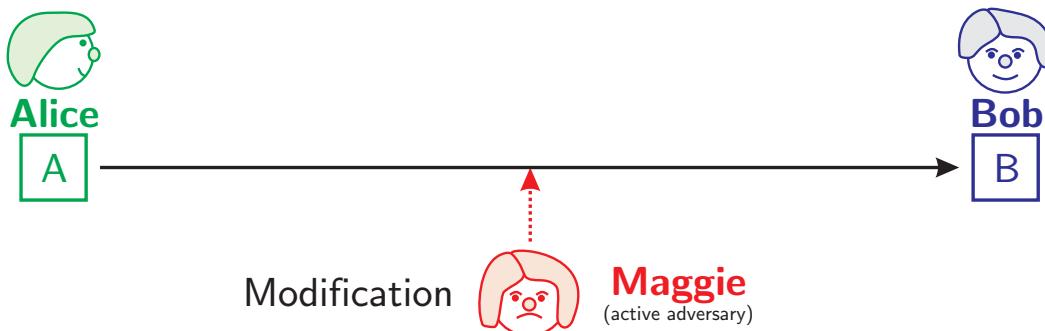 Alice
Bob
A
B
Modification
Maggie
(active adversary)